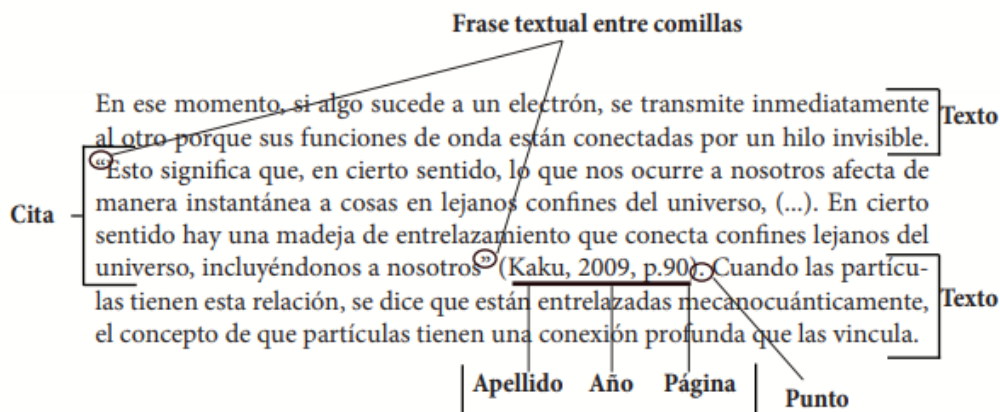 Frase textual entre comillas
En ese momento, si algo sucede a un electrón, se transmite inmediatamente
al otro porque sus funciones de onda están conectadas por un hilo invisible.
Texto
“Esto significa que, en cierto sentido, lo que nos ocurre a nosotros afecta de
manera instantánea a cosas en lejanos confines del universo, (...). En cierto
Cita
sentido hay una madeja de entrelazamiento que conecta confines lejanos del
universo, incluyéndonos a nosotros” (Kaku, 2009, p.90). Cuando las partícu-
las tienen esta relación, se dice que están entrelazadas mecanocuánticamente,
Texto
el concepto de que partículas tienen una conexión profunda que las vincula.
Apellido Año Página
Punto